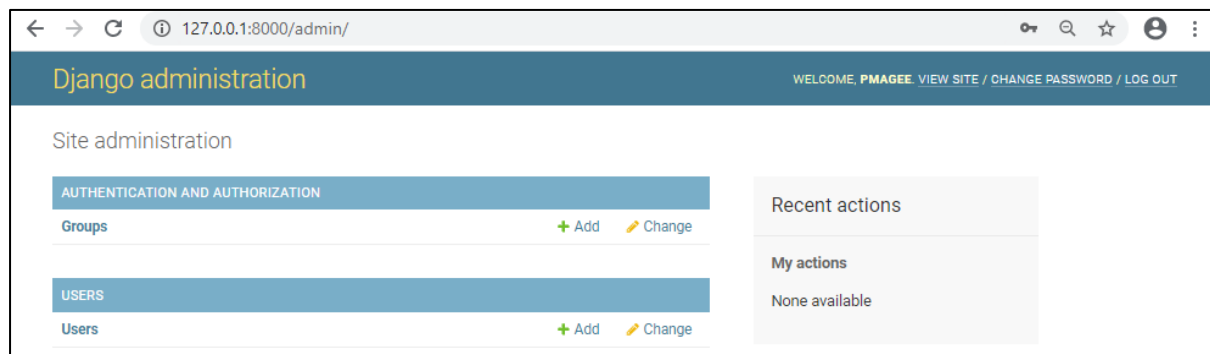 127.0.0.1:8000/admin/
Django administration
WELCOME, PMAGEE. VIEW SITE / CHANGE PASSWORD / LOG OUT
Site administration
AUTHENTICATION AND AUTHORIZATION
Groups + Add Change
USERS
Users + Add Change
Recent actions
My actions
None available